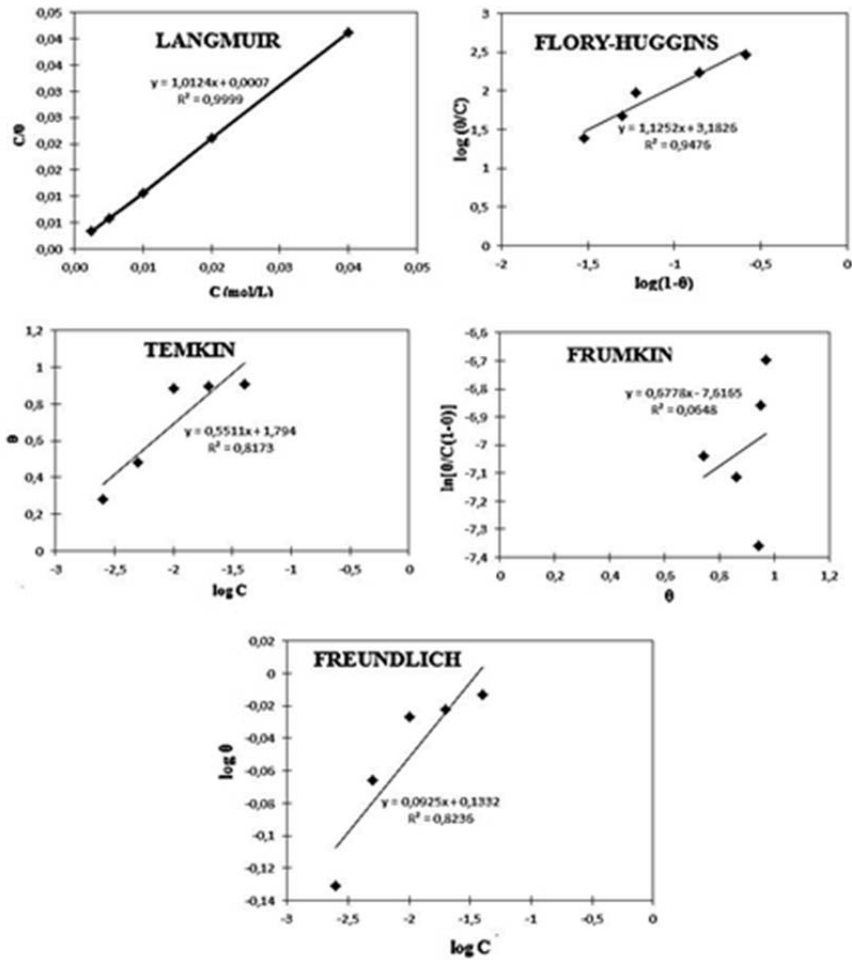 LANGMUIR
y = 1,0124x + 0,0007
R² = 0,9999
C/θ
0,05
0,04
0,04
0,03
0,03
0,02
0,02
0,01
0,01
0,00
0,00 0,01 0,02 0,03 0,04 0,05
C (mol/L)
FLORY-HUGGINS
y = 1,1252x + 3,1826
R² = 0,9476
log (θ/C)
3
2,5
2
1,5
1
0,5
0
-2 -1,5 -1 -0,5 0
log(1-θ)
TEMKIN
y = 0,5511x + 1,794
R² = 0,8173
θ
1,2
1
0,8
0,6
0,4
0,2
0
-3 -2,5 -2 -1,5 -1 -0,5 0
log C
FRUMKIN
y = 0,6778x - 7,6165
R² = 0,0648
ln[θ/C(1-θ)]
-6,6
-6,7
-6,8
-6,9
-7
-7,1
-7,2
-7,3
-7,4
0 0,2 0,4 0,6 0,8 1 1,2
θ
FREUNDLICH
y = 0,0925x + 0,1332
R² = 0,8236
log θ
0,02
0
-0,02
-0,04
-0,06
-0,08
-0,1
-0,12
-0,14
-3 -2,5 -2 -1,5 -1 -0,5 0
log C